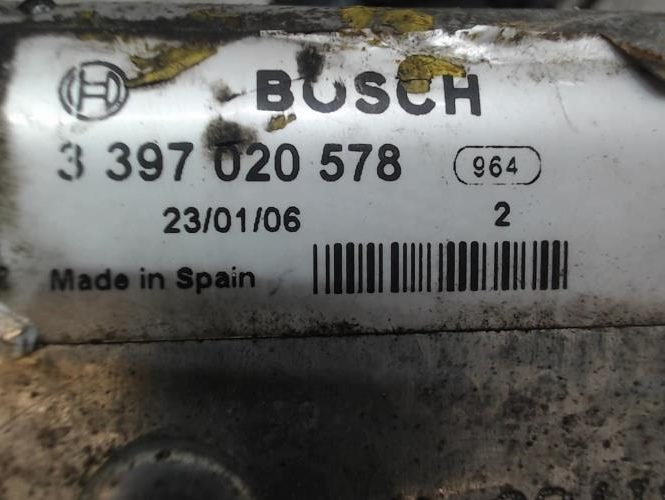 BOSCH
3 397 020 578 964
23/01/06 2
Made in Spain